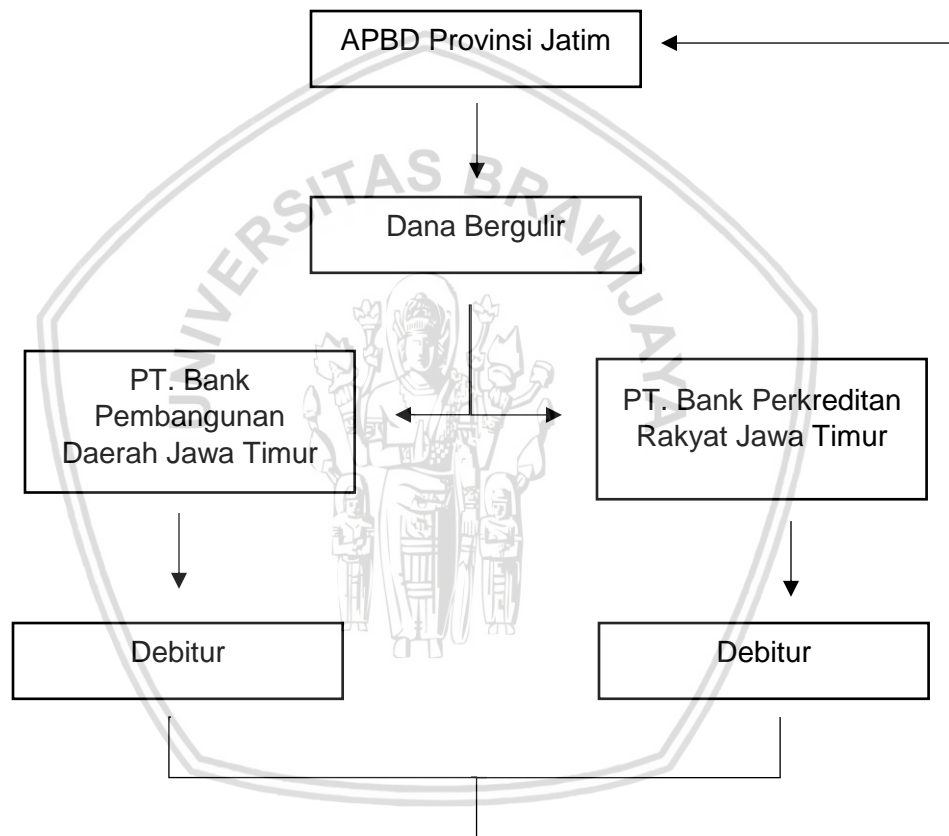 APBD Provinsi Jatim
UNIVERSITAS BRAWIJAYA
Dana Bergulir
PT. Bank
Pembangunan
Daerah Jawa Timur
PT. Bank Perkreditan
Rakyat Jawa Timur
Debitur
Debitur